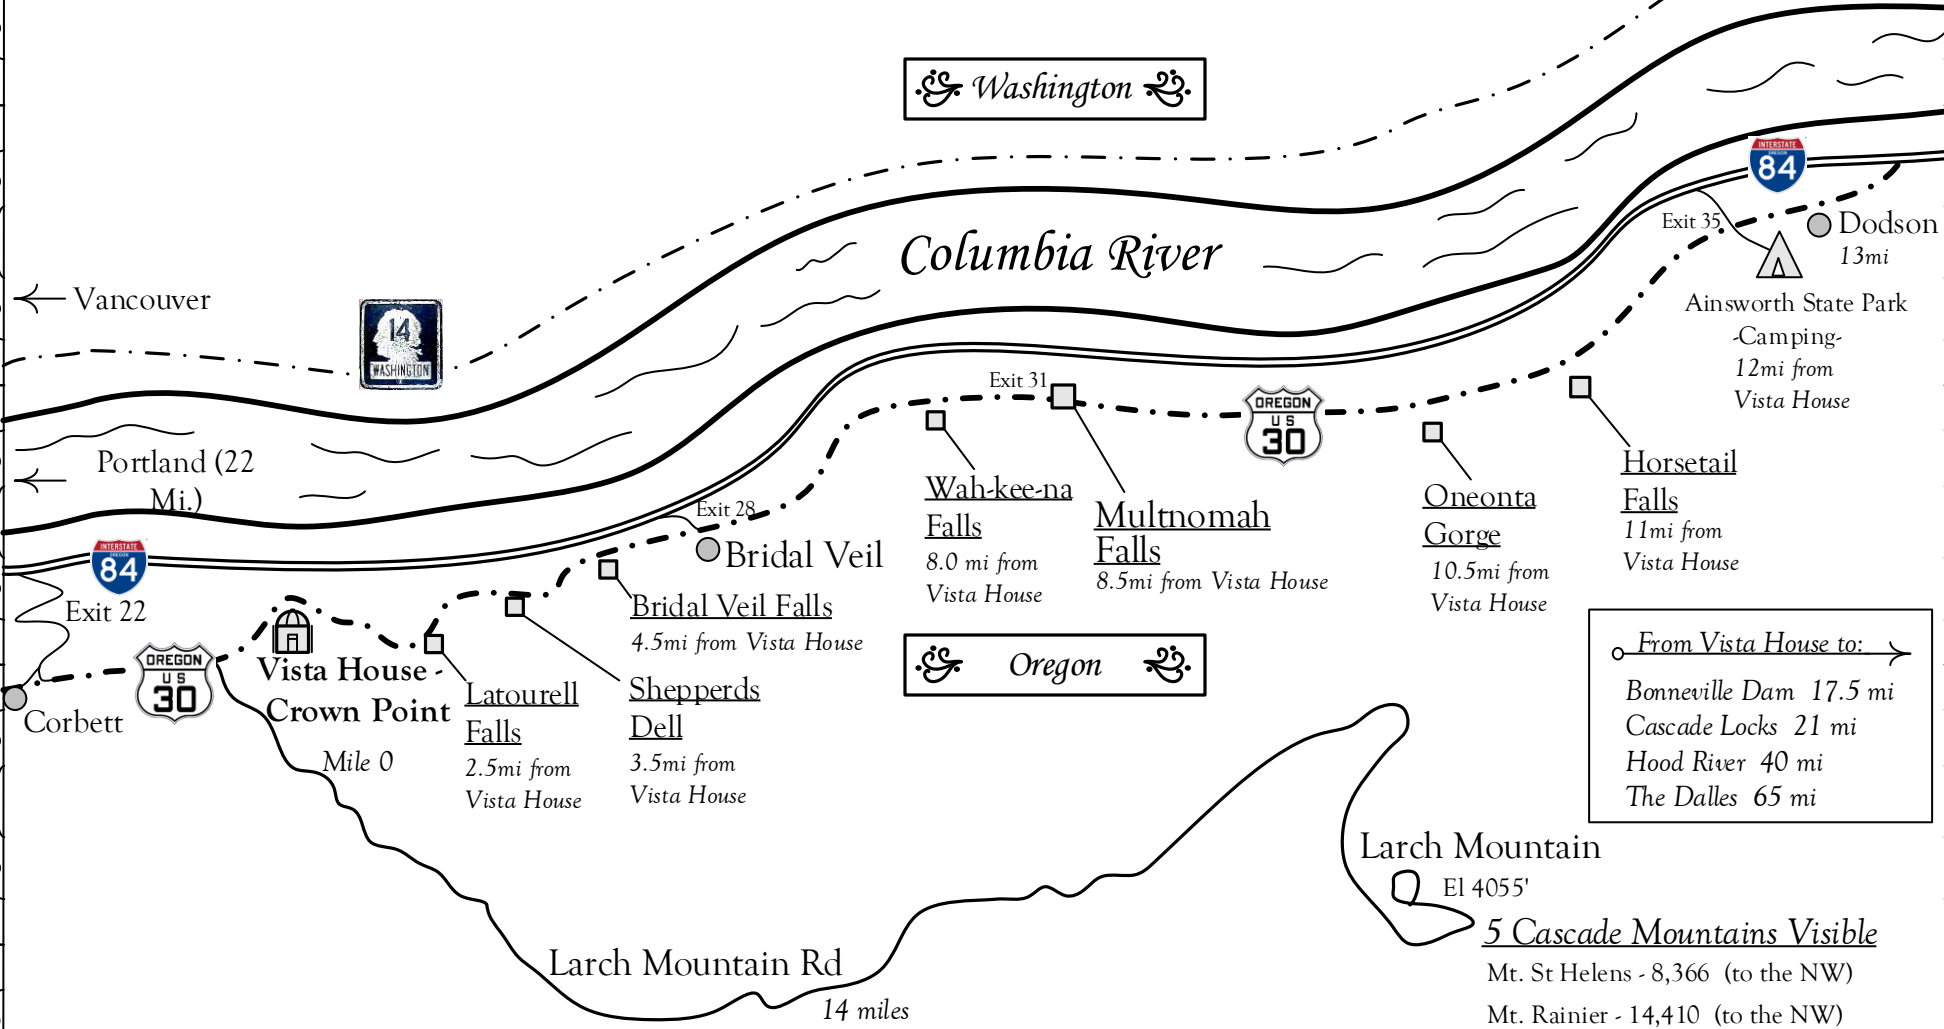 Washington
INTERSTATE
OREGON
84
Columbia River
Exit 35
Dodson
13mi
Vancouver
14
WASHINGTON
Ainsworth State Park
-Camping-
12mi from
Vista House
Exit 31
OREGON
US
30
Portland (22
Mi.)
Horsetail
Falls
11mi from
Vista House
Wah-kee-na
Falls
8.0 mi from
Vista House
Multnomah
Falls
8.5mi from Vista House
Oneonta
Gorge
10.5mi from
Vista House
Exit 28
Bridal Veil
INTERSTATE
OREGON
84
Exit 22
Bridal Veil Falls
4.5mi from Vista House
Oregon
From Vista House to:
Bonneville Dam 17.5 mi
Cascade Locks 21 mi
Hood River 40 mi
The Dalles 65 mi
OREGON
US
30
Vista House -
Crown Point
Mile 0
Corbett
Latourell
Falls
2.5mi from
Vista House
Shepperds
Dell
3.5mi from
Vista House
Larch Mountain
El 4055'
5 Cascade Mountains Visible
Mt. St Helens - 8,366 (to the NW)
Mt. Rainier - 14,410 (to the NW)
Larch Mountain Rd
14 miles